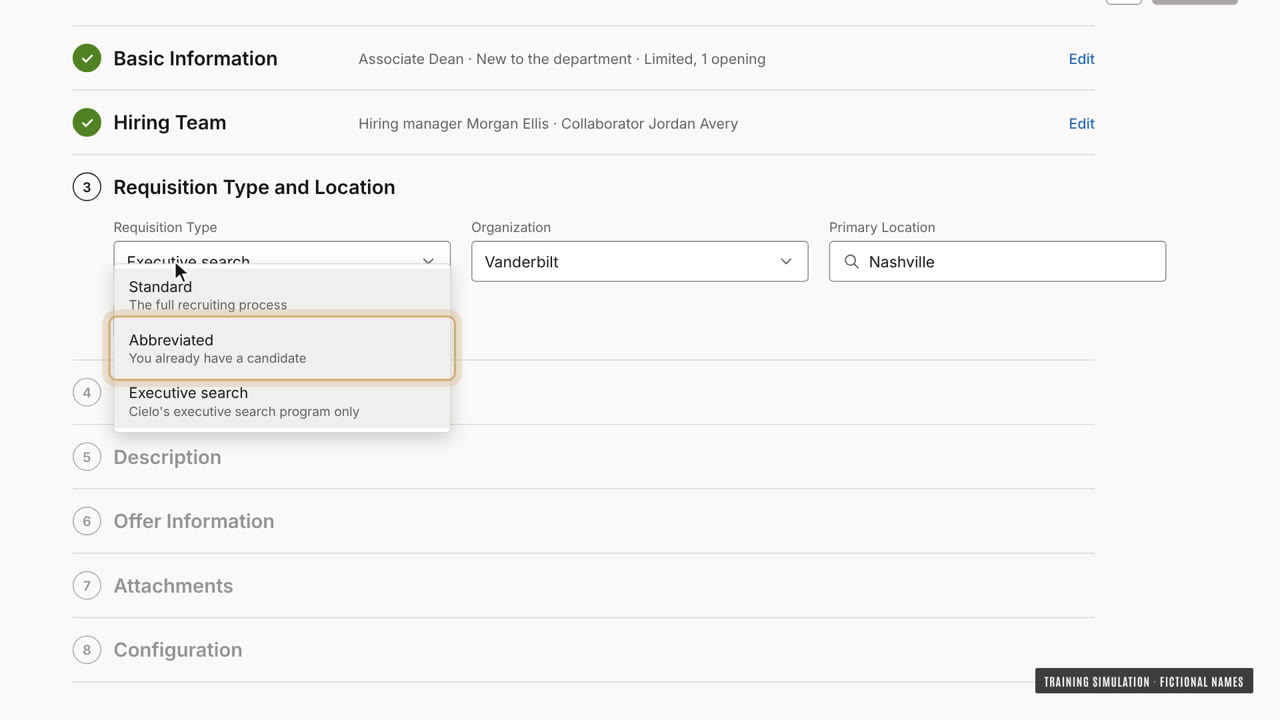 Basic Information
Associate Dean · New to the department · Limited, 1 opening
Edit
Hiring Team
Hiring manager Morgan Ellis · Collaborator Jordan Avery
Edit
3
Requisition Type and Location
Requisition Type
Organization
Primary Location
Executive search
Vanderbilt
Nashville
Standard
The full recruiting process
Abbreviated
You already have a candidate
Executive search
Cielo's executive search program only
4
5
Description
6
Offer Information
7
Attachments
8
Configuration
TRAINING SIMULATION · FICTIONAL NAMES